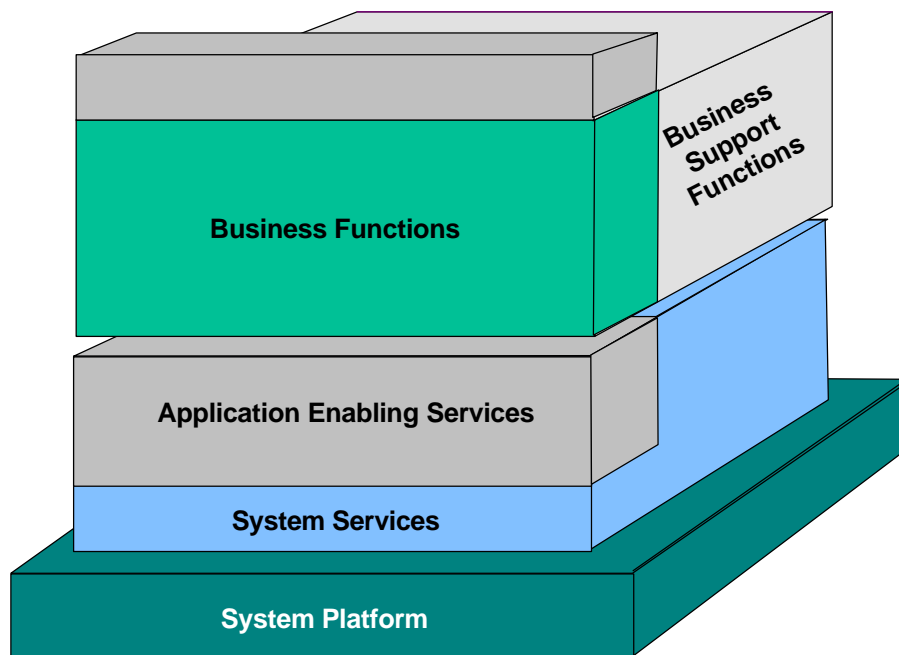 Business
Support
Functions
Business Functions
Application Enabling Services
System Services
System Platform